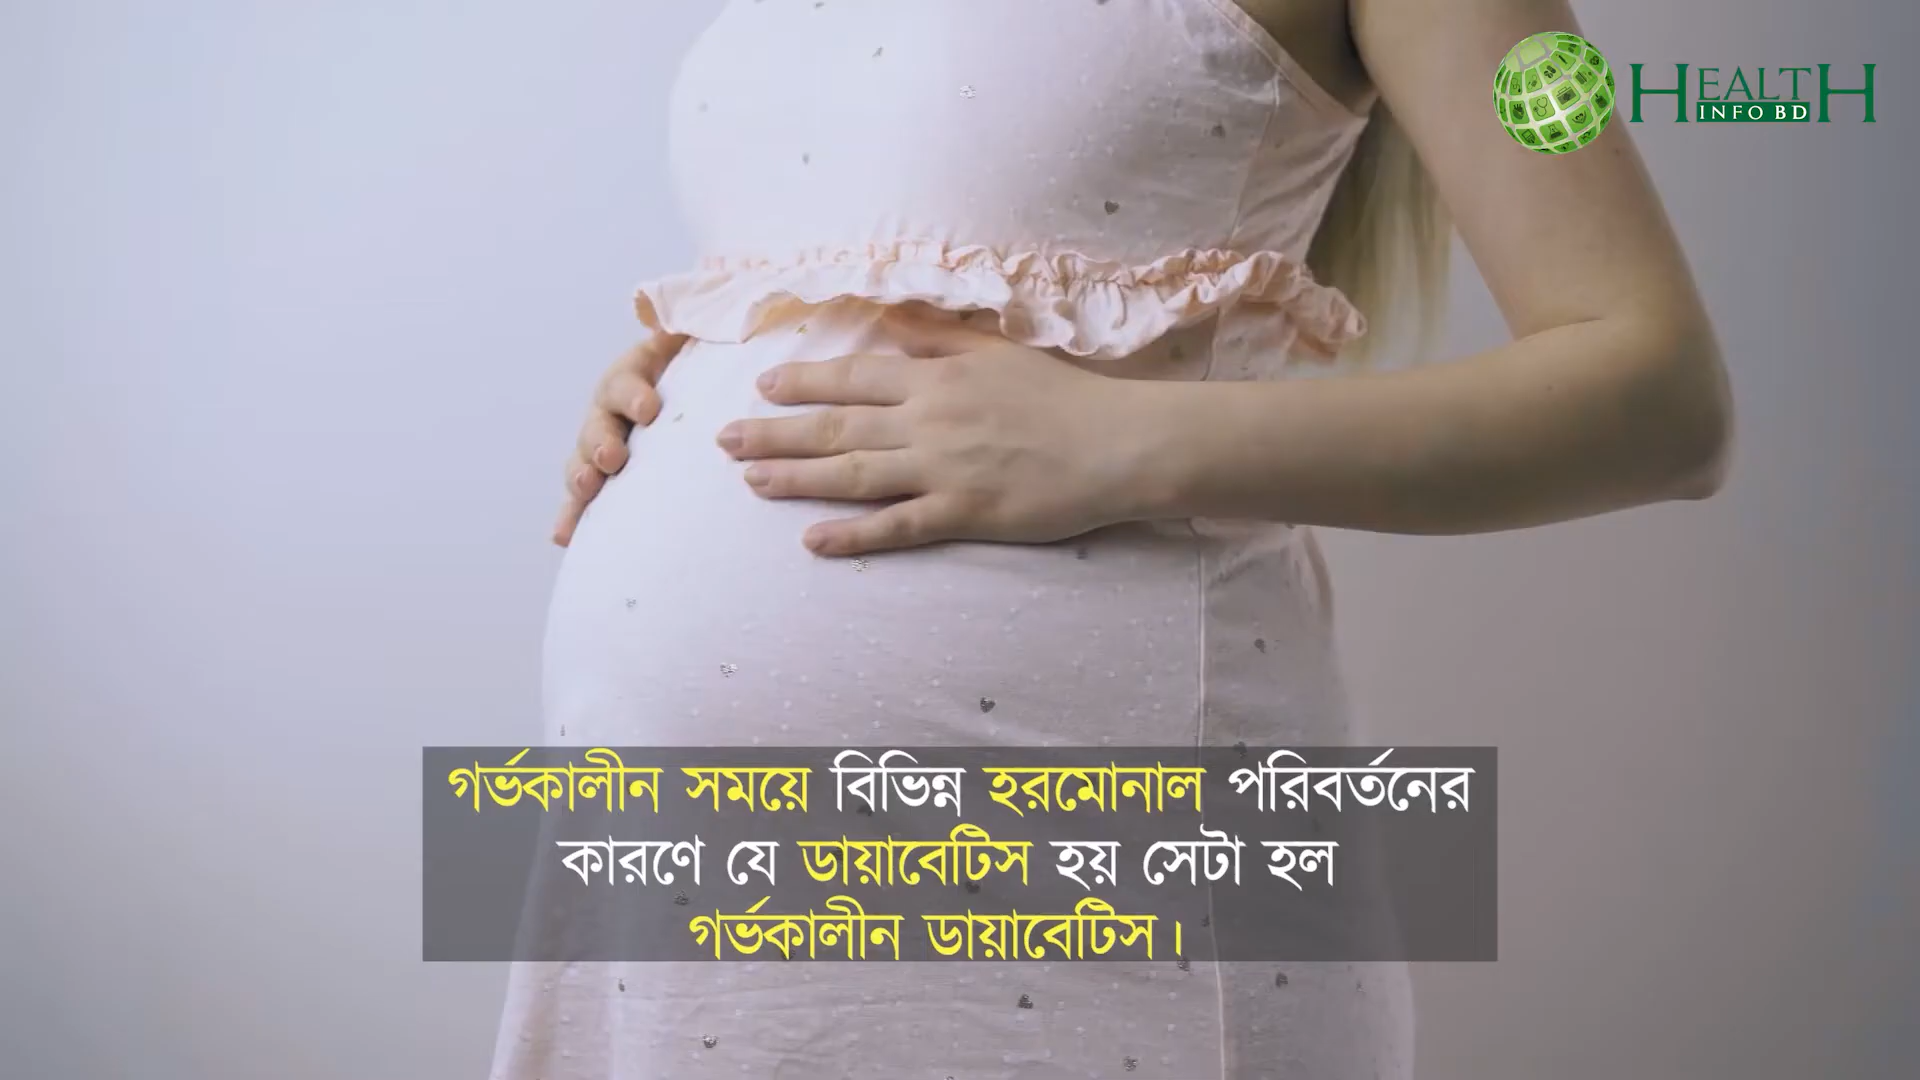 HEALTH
INFO BD
গর্ভকালীন সময়ে বিভিন্ন হরমোনাল পরিবর্তনের
কারণে যে ডায়াবেটিস হয় সেটা হল
গর্ভকালীন ডায়াবেটিস।